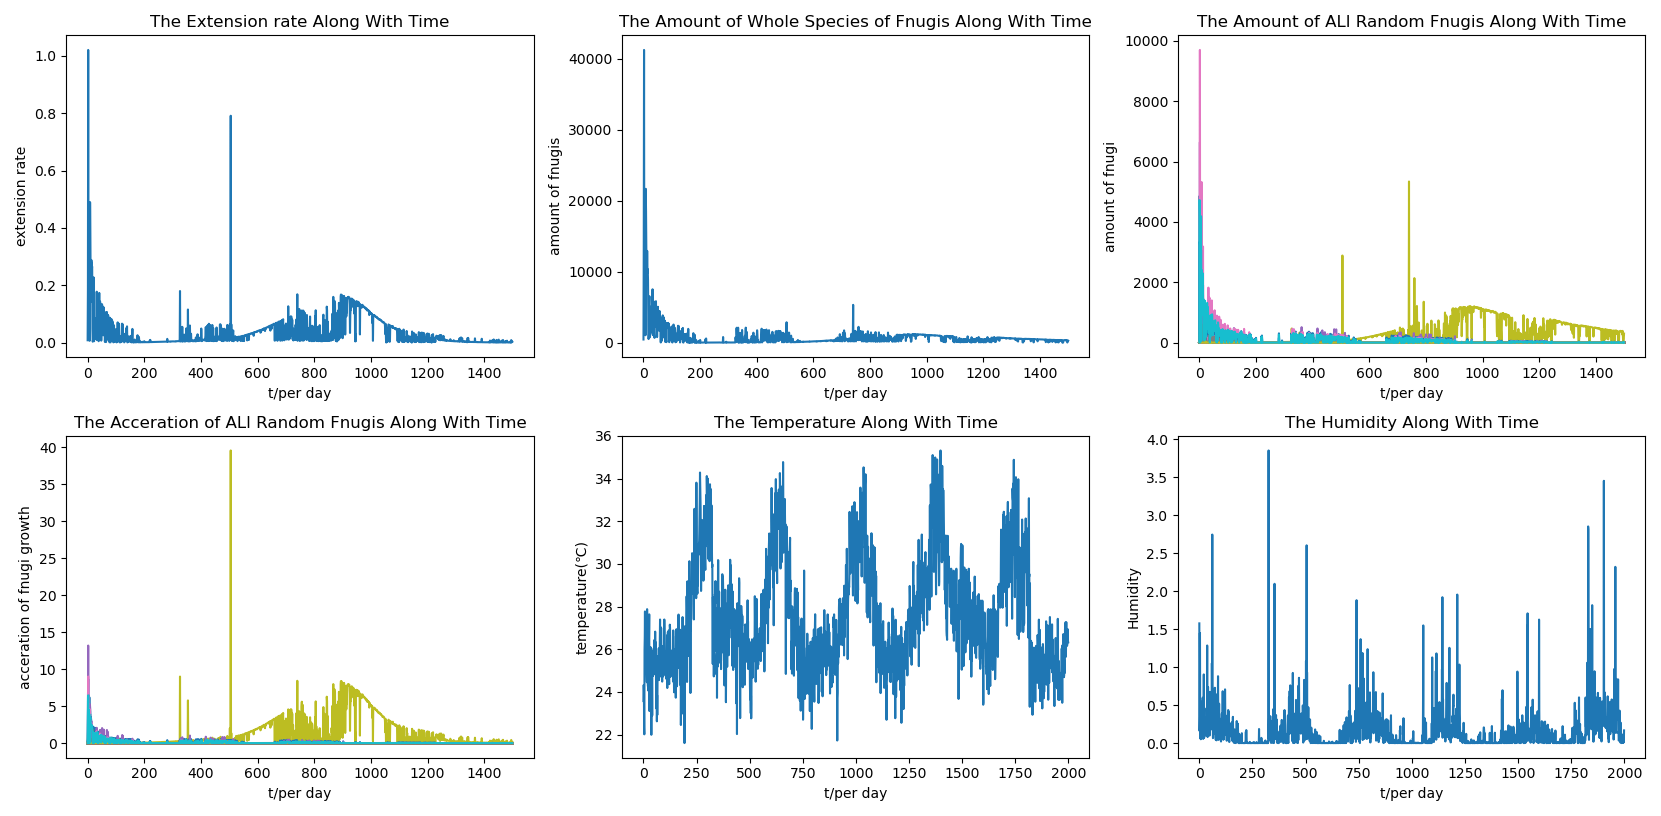 The Extension rate Along With Time
extension rate
1.0
0.8
0.6
0.4
0.2
0.0
0 200 400 600 800 1000 1200 1400
t/per day
The Amount of Whole Species of Fnugis Along With Time
amount of fnugis
40000
30000
20000
10000
0
0 200 400 600 800 1000 1200 1400
t/per day
The Amount of ALl Random Fnugis Along With Time
amount of fnugi
10000
8000
6000
4000
2000
0
0 200 400 600 800 1000 1200 1400
t/per day
The Acceration of ALl Random Fnugis Along With Time
acceration of fnugi growth
40
35
30
25
20
15
10
5
0
0 200 400 600 800 1000 1200 1400
t/per day
The Temperature Along With Time
temperature(℃)
36
34
32
30
28
26
24
22
0 250 500 750 1000 1250 1500 1750 2000
t/per day
The Humidity Along With Time
Humidity
4.0
3.5
3.0
2.5
2.0
1.5
1.0
0.5
0.0
0 250 500 750 1000 1250 1500 1750 2000
t/per day